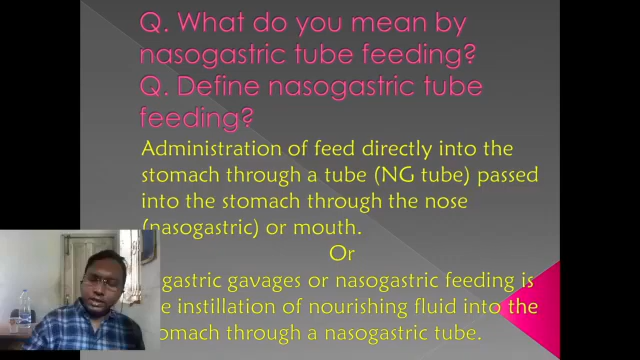 Q. What do you mean by
nasogastric tube feeding?
Q. Define nasogastric tube
feeding?
Administration of feed directly into the
stomach through a tube (NG tube) passed
into the stomach through the nose
(nasogastric) or mouth.
Or
gastric gavages or nasogastric feeding is
instillation of nourishing fluid into the
stomach through a nasogastric tube.